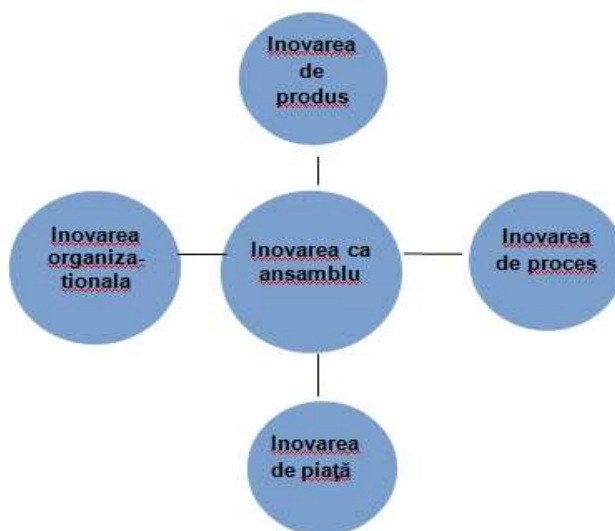 Inovarea
de
produs
Inovarea
organiza-
tionala
Inovarea ca
ansamblu
Inovarea
de proces
Inovarea
de piaţă